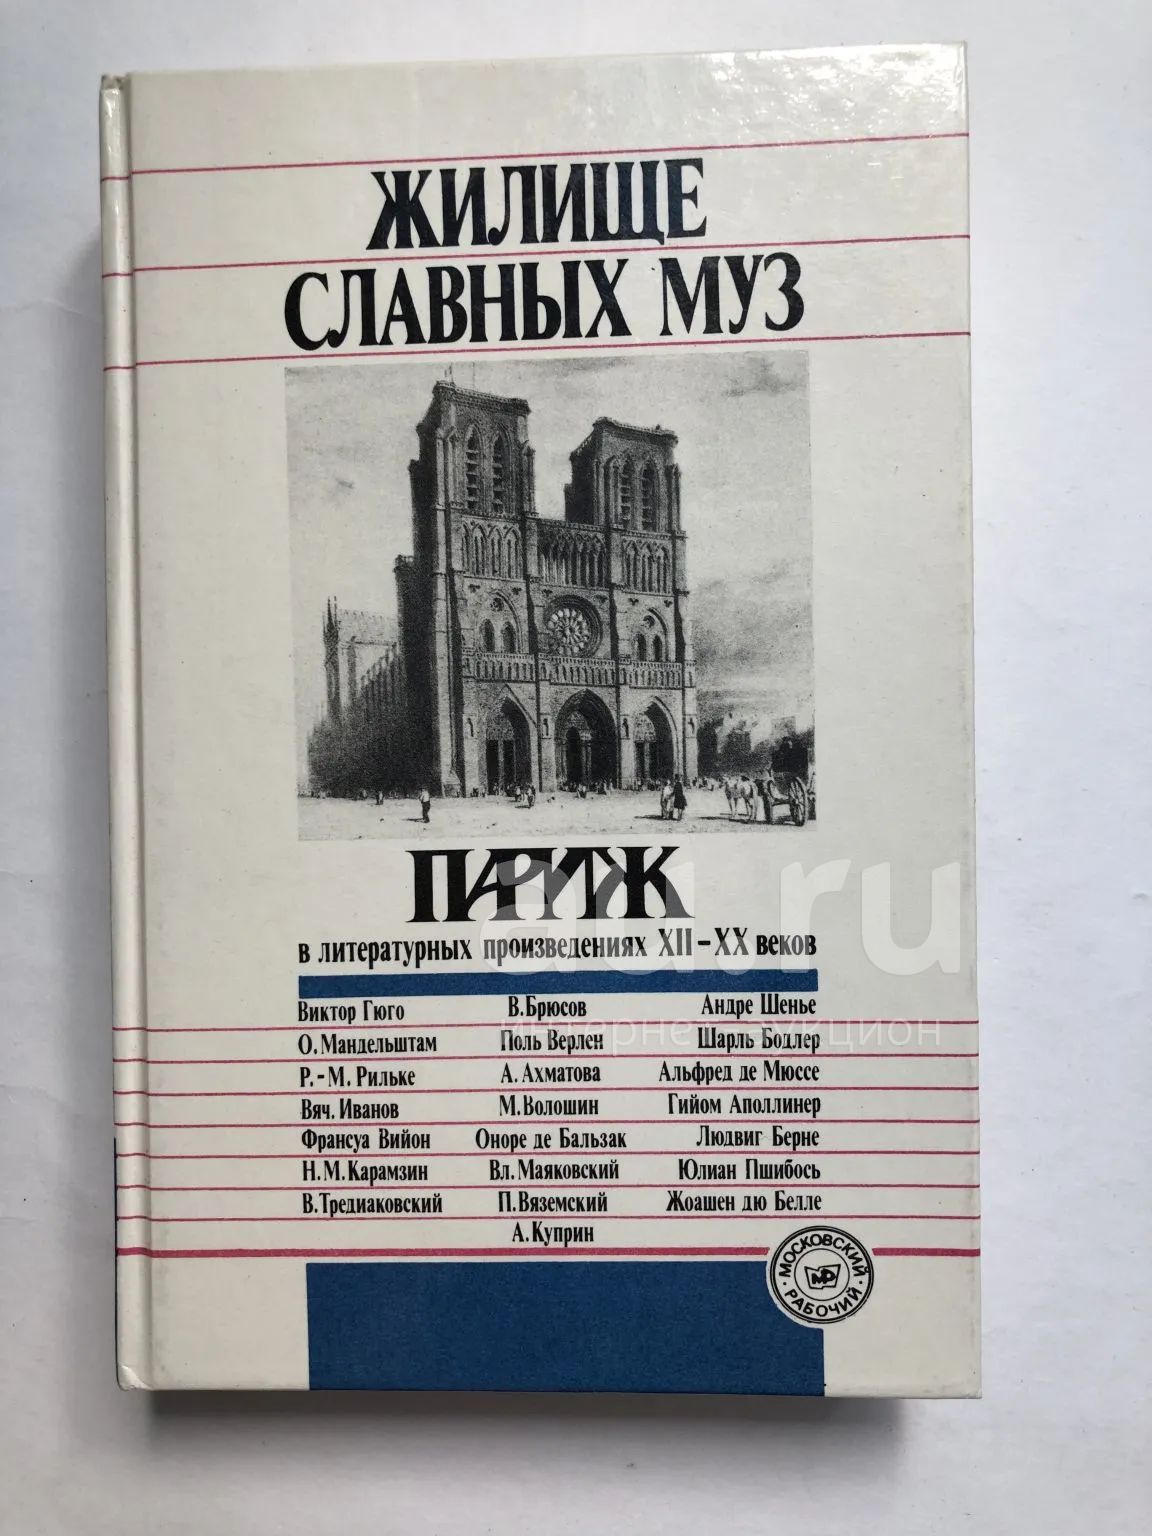 ЖИЛИЩЕ
СЛАВНЫХ МУЗ
ПАРИЖ
в литературных произведениях XII–XX веков
Виктор Гюго В. Брюсов Андре Шенье
О. Мандельштам Поль Верлен Шарль Бодлер
Р.-М. Рильке А. Ахматова Альфред де Мюссе
Вяч. Иванов М. Волошин Гийом Аполлинер
Франсуа Вийон Оноре де Бальзак Людвиг Берне
Н. М. Карамзин Вл. Маяковский Юлиан Пшибось
В. Тредиаковский П. Вяземский Жоашен дю Белле
А. Куприн
МОСКОВСКИЙ
МР
РАБОЧИЙ
au.ru
интернет-аукцион